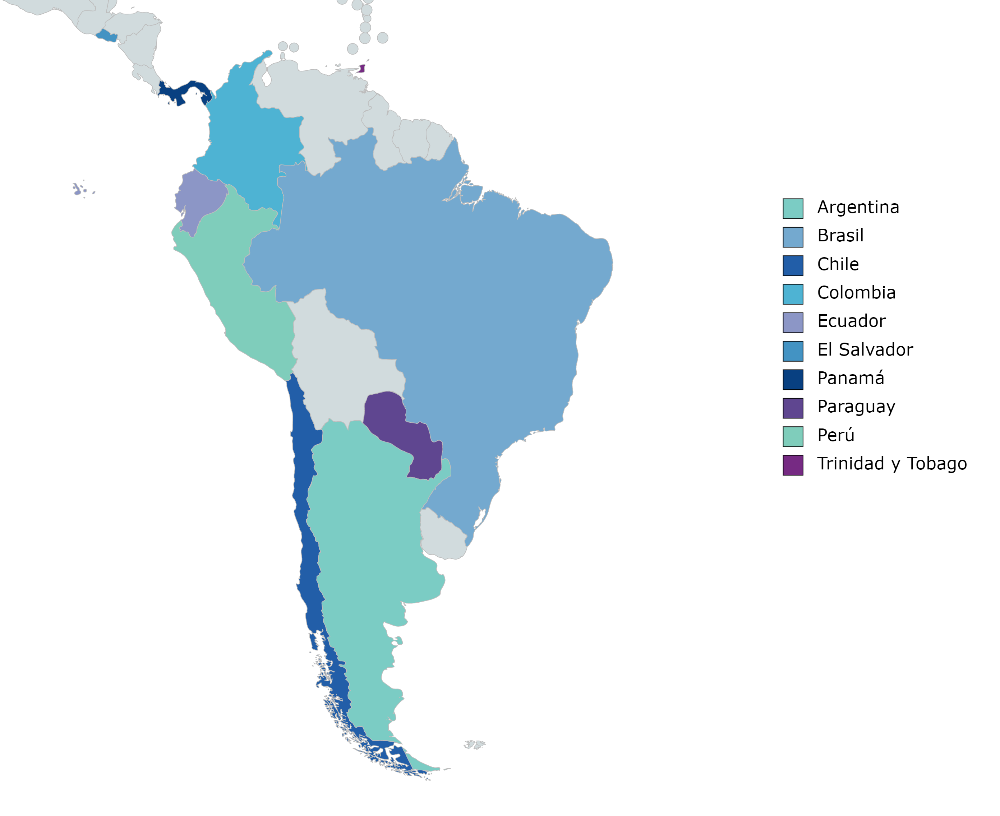 Argentina
Brasil
Chile
Colombia
Ecuador
El Salvador
Panamá
Paraguay
Perú
Trinidad y Tobago